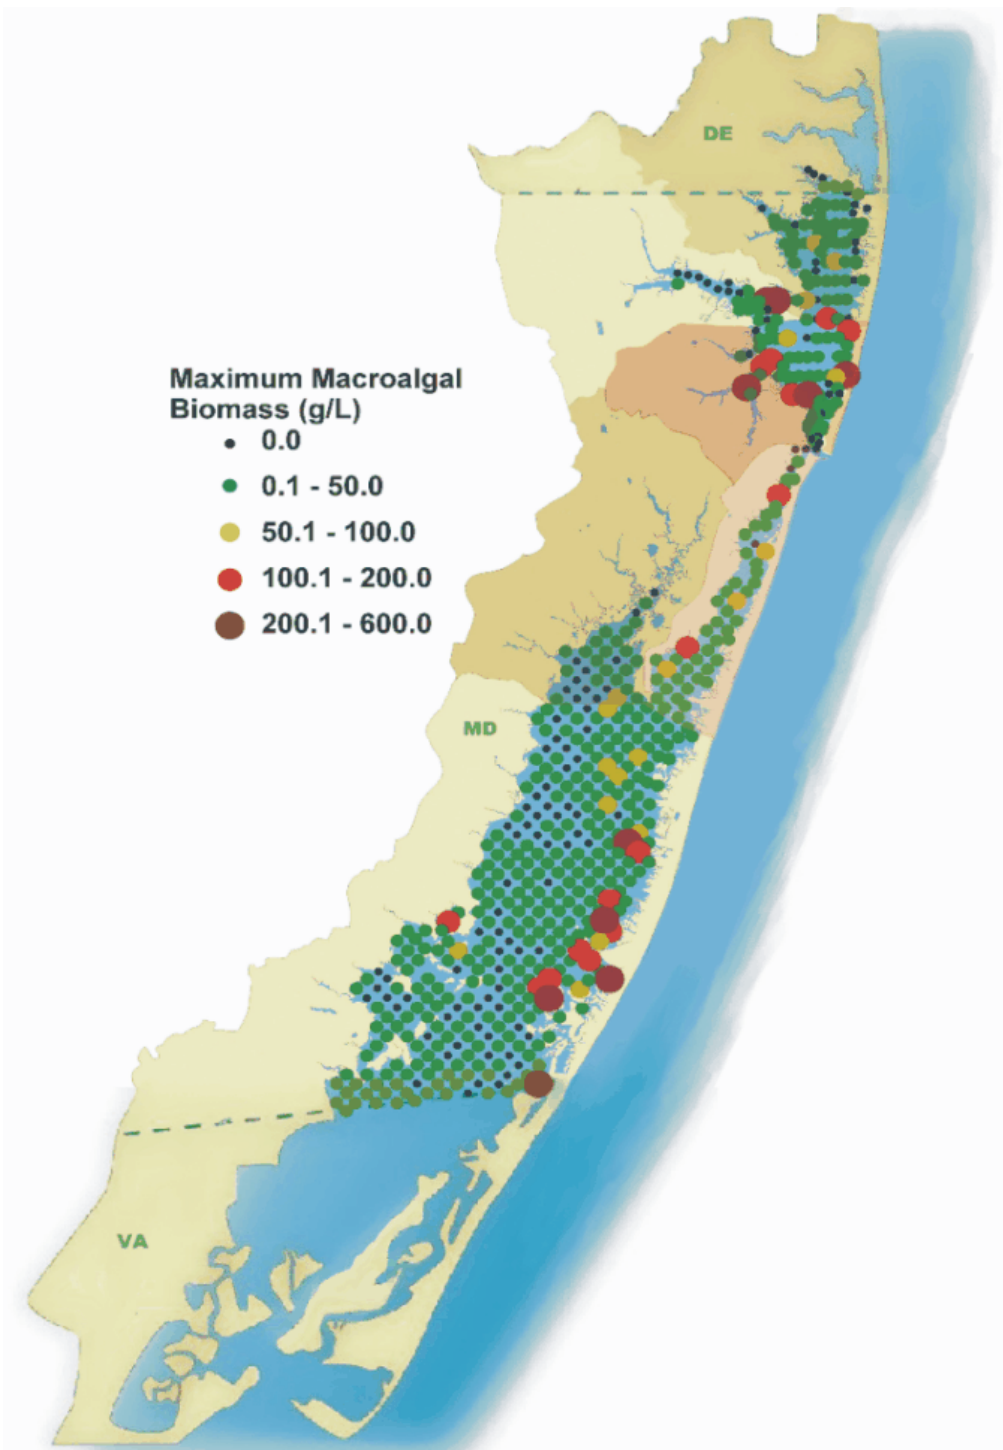 DE
Maximum Macroalgal
Biomass (g/L)
0.0
0.1 - 50.0
50.1 - 100.0
100.1 - 200.0
200.1 - 600.0
MD
VA